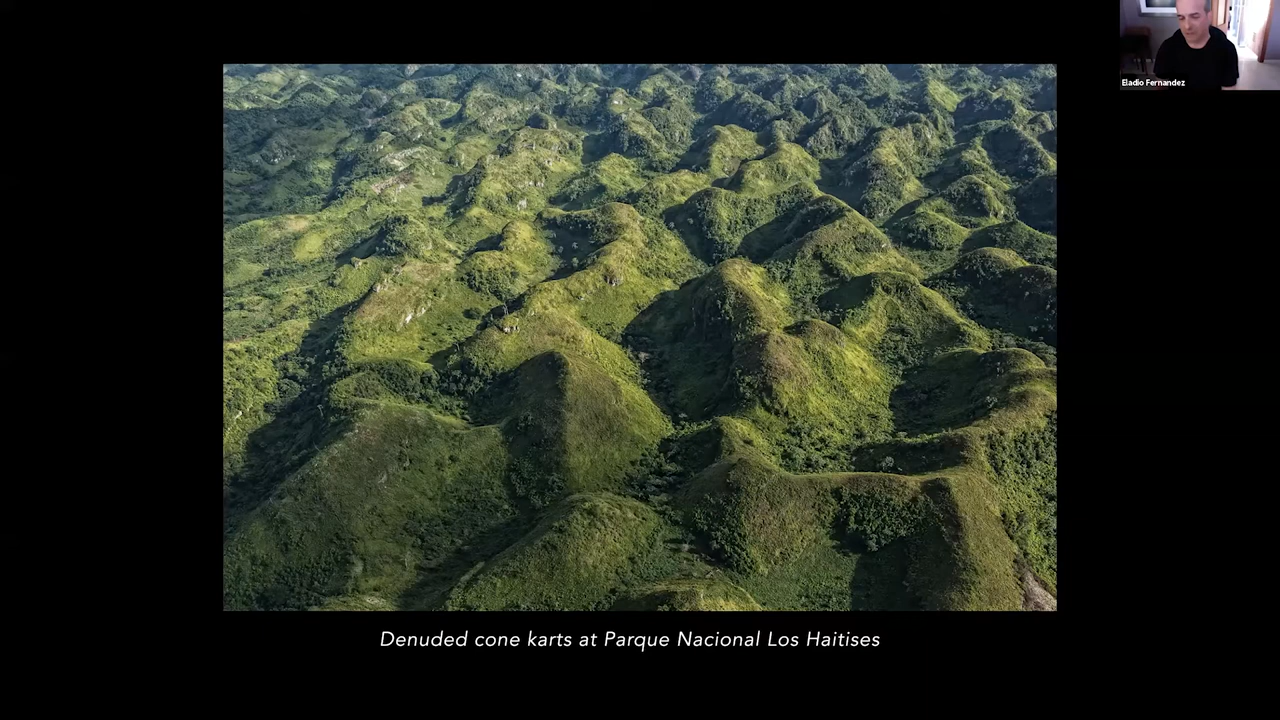 Eladio Fernandez
Denuded cone karts at Parque Nacional Los Haitises